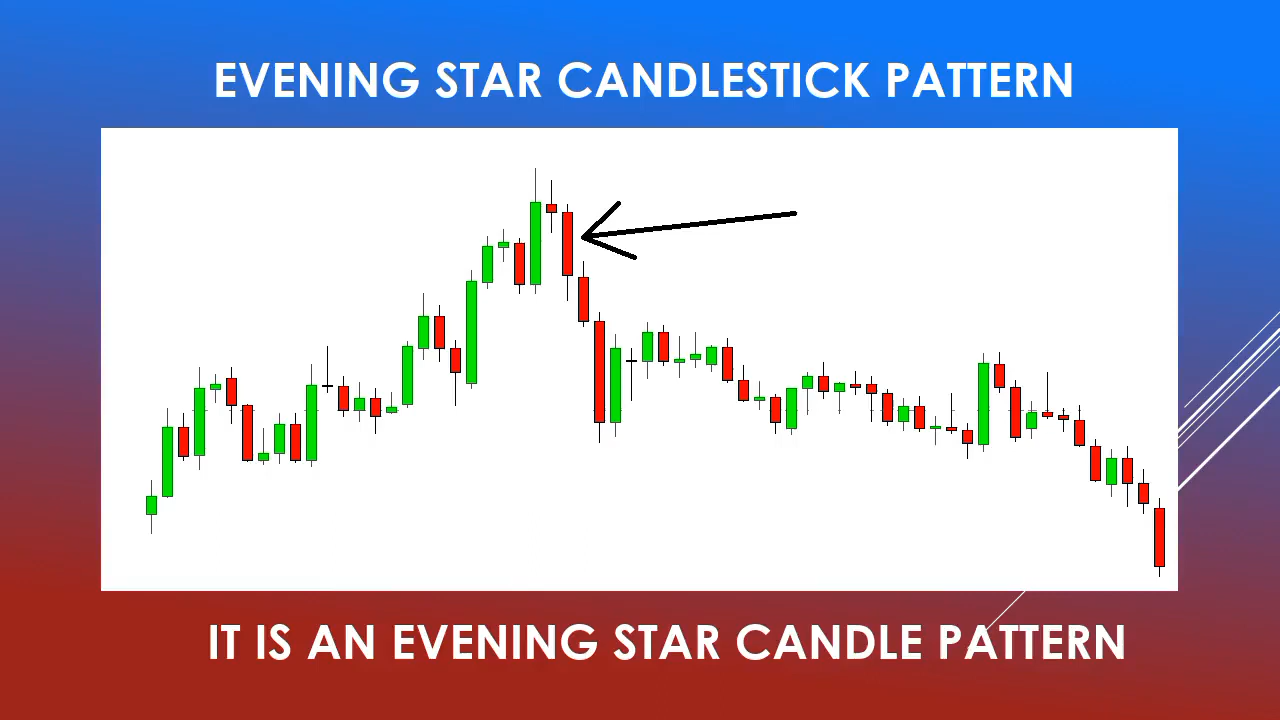 EVENING STAR CANDLESTICK PATTERN
IT IS AN EVENING STAR CANDLE PATTERN